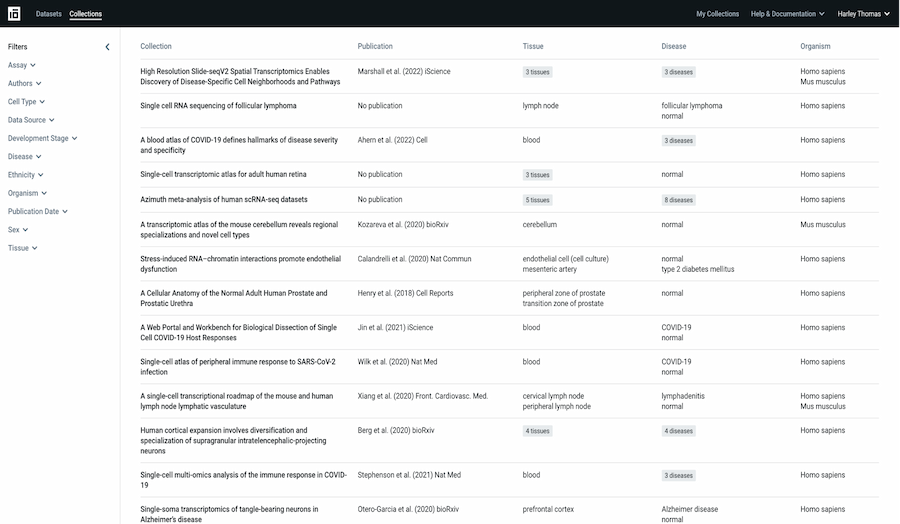 Datasets Collections My Collections Help & Documentation Harley Thomas
Filters
Assay
Authors
Cell Type
Data Source
Development Stage
Disease
Ethnicity
Organism
Publication Date
Sex
Tissue
Collection Publication Tissue Disease Organism
High Resolution Slide-seqV2 Spatial Transcriptomics Enables Marshall et al. (2022) iScience 3 tissues 3 diseases Homo sapiens
Discovery of Disease-Specific Cell Neighborhoods and Pathways Mus musculus
Single cell RNA sequencing of follicular lymphoma No publication lymph node follicular lymphoma Homo sapiens
normal
A blood atlas of COVID-19 defines hallmarks of disease severity Ahern et al. (2022) Cell blood 3 diseases Homo sapiens
and specificity
Single-cell transcriptomic atlas for adult human retina No publication 3 tissues normal Homo sapiens
Azimuth meta-analysis of human scRNA-seq datasets No publication 5 tissues 8 diseases Homo sapiens
A transcriptomic atlas of the mouse cerebellum reveals regional Kozareva et al. (2020) bioRxiv cerebellum normal Mus musculus
specializations and novel cell types
Stress-induced RNA–chromatin interactions promote endothelial Calandrelli et al. (2020) Nat Commun endothelial cell (cell culture) normal Homo sapiens
dysfunction mesenteric artery type 2 diabetes mellitus
A Cellular Anatomy of the Normal Adult Human Prostate and Henry et al. (2018) Cell Reports peripheral zone of prostate normal Homo sapiens
Prostatic Urethra transition zone of prostate
A Web Portal and Workbench for Biological Dissection of Single Jin et al. (2021) iScience blood COVID-19 Homo sapiens
Cell COVID-19 Host Responses normal
Single-cell atlas of peripheral immune response to SARS-CoV-2 Wilk et al. (2020) Nat Med blood COVID-19 Homo sapiens
infection normal
A single-cell transcriptional roadmap of the mouse and human Xiang et al. (2020) Front. Cardiovasc. Med. cervical lymph node lymphadenitis Homo sapiens
lymph node lymphatic vasculature peripheral lymph node normal Mus musculus
Human cortical expansion involves diversification and Berg et al. (2020) bioRxiv 4 tissues 4 diseases Homo sapiens
specialization of supragranular intratelencephalic-projecting
neurons
Single-cell multi-omics analysis of the immune response in COVID- Stephenson et al. (2021) Nat Med blood 3 diseases Homo sapiens
19
Single-soma transcriptomics of tangle-bearing neurons in Otero-Garcia et al. (2020) bioRxiv prefrontal cortex Alzheimer disease Homo sapiens
Alzheimer's disease normal